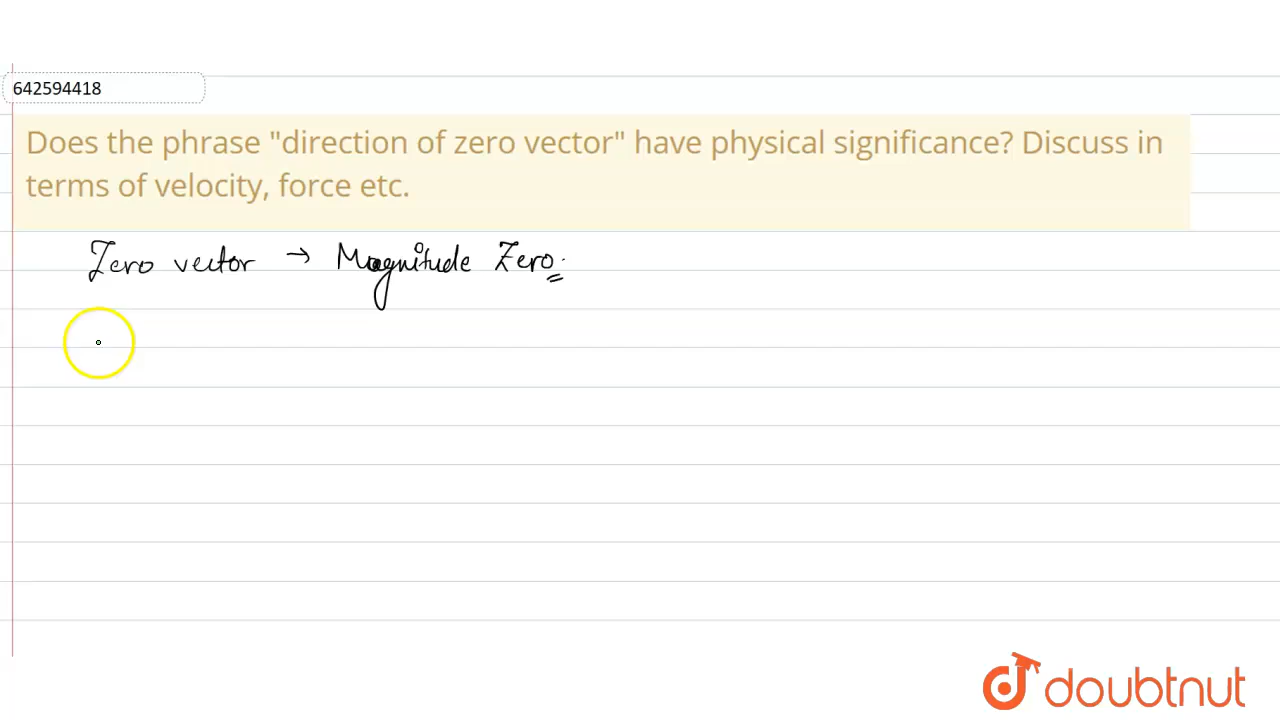 642594418
Does the phrase "direction of zero vector" have physical significance? Discuss in
terms of velocity, force etc.
Zero vector → Magnitude Zero.
doubtnut